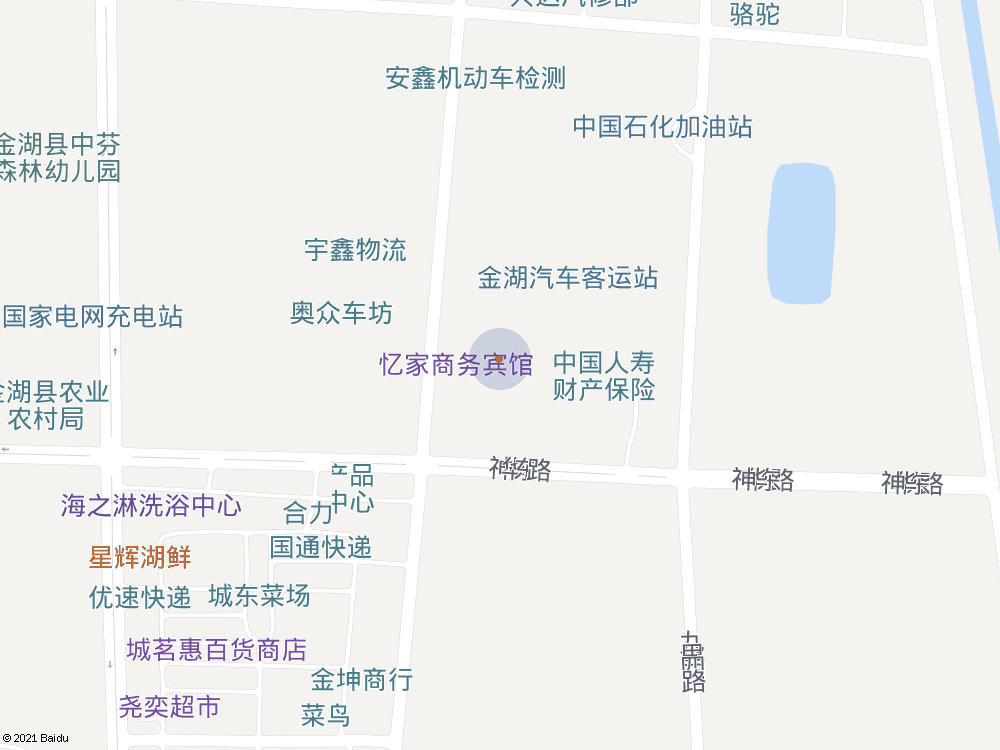 骆驼
安鑫机动车检测
中国石化加油站
金湖县中芬
森林幼儿园
宇鑫物流
金湖汽车客运站
国家电网充电站
奥众车坊
忆家商务宾馆
中国人寿
财产保险
金湖县农业
农村局
神华路
神华路
神华路
产品
中心
海之淋洗浴中心
合力
国通快递
星辉湖鲜
优速快递
城东菜场
城茗惠百货商店
金坤商行
尧奕超市
菜鸟
© 2021 Baidu